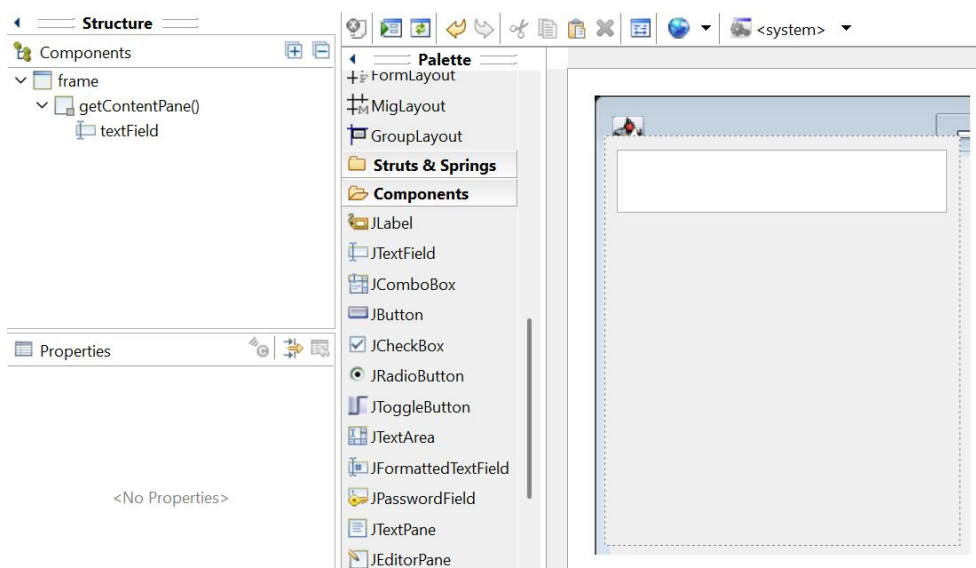 Structure
Components
frame
getContentPane()
textField
Properties
<No Properties>
<system>
Palette
FormLayout
MigLayout
GroupLayout
Struts & Springs
Components
JLabel
JTextField
JComboBox
JButton
JCheckBox
JRadioButton
JToggleButton
JTextArea
JFormattedTextField
JPasswordField
JTextPane
JEditorPane